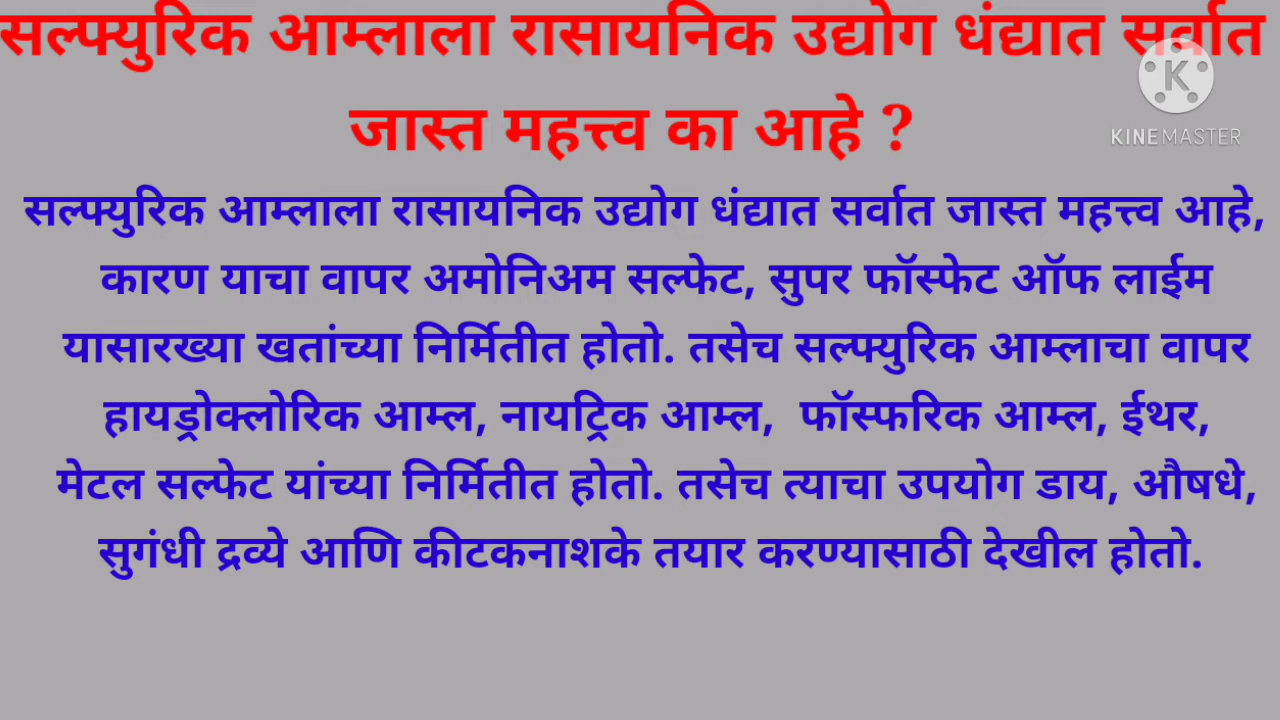 सल्फ्युरिक आम्लाला रासायनिक उद्योग धंद्यात सर्वात
जास्त महत्त्व का आहे ?
K
KINEMASTER
सल्फ्युरिक आम्लाला रासायनिक उद्योग धंद्यात सर्वात जास्त महत्त्व आहे,
कारण याचा वापर अमोनिअम सल्फेट, सुपर फॉस्फेट ऑफ लाईम
यासारख्या खतांच्या निर्मितीत होतो. तसेच सल्फ्युरिक आम्लाचा वापर
हायड्रोक्लोरिक आम्ल, नायट्रिक आम्ल, फॉस्फरिक आम्ल, ईथर,
मेटल सल्फेट यांच्या निर्मितीत होतो. तसेच त्याचा उपयोग डाय, औषधे,
सुगंधी द्रव्ये आणि कीटकनाशके तयार करण्यासाठी देखील होतो.